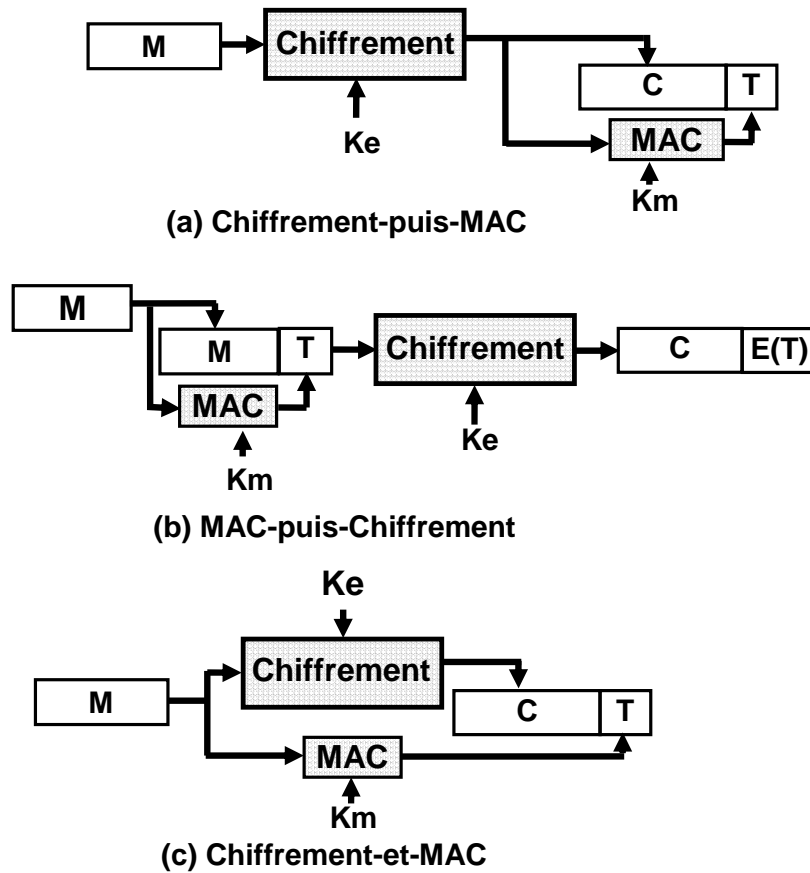 M
Chiffrement
C
T
Ke
MAC
Km
(a) Chiffrement-puis-MAC
M
M
T
Chiffrement
C
E(T)
MAC
Ke
Km
(b) MAC-puis-Chiffrement
Ke
Chiffrement
M
C
T
MAC
Km
(c) Chiffrement-et-MAC